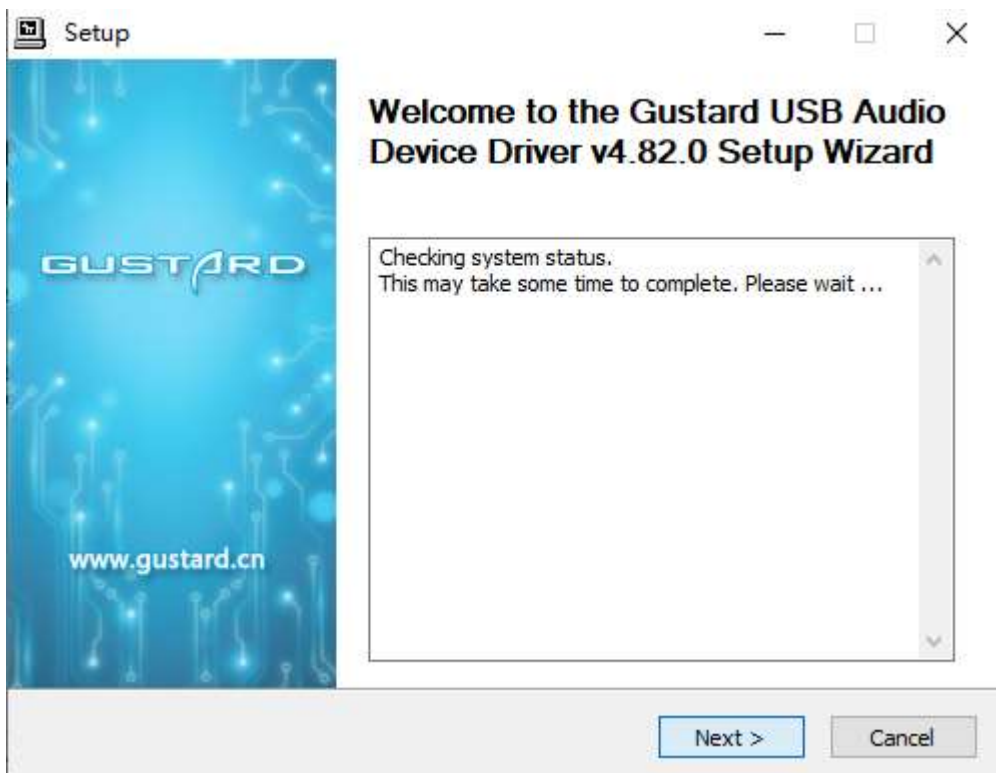 Setup
Welcome to the Gustard USB Audio
Device Driver v4.82.0 Setup Wizard
GUSTARD
www.gustard.cn
Checking system status.
This may take some time to complete. Please wait ...
Next >
Cancel